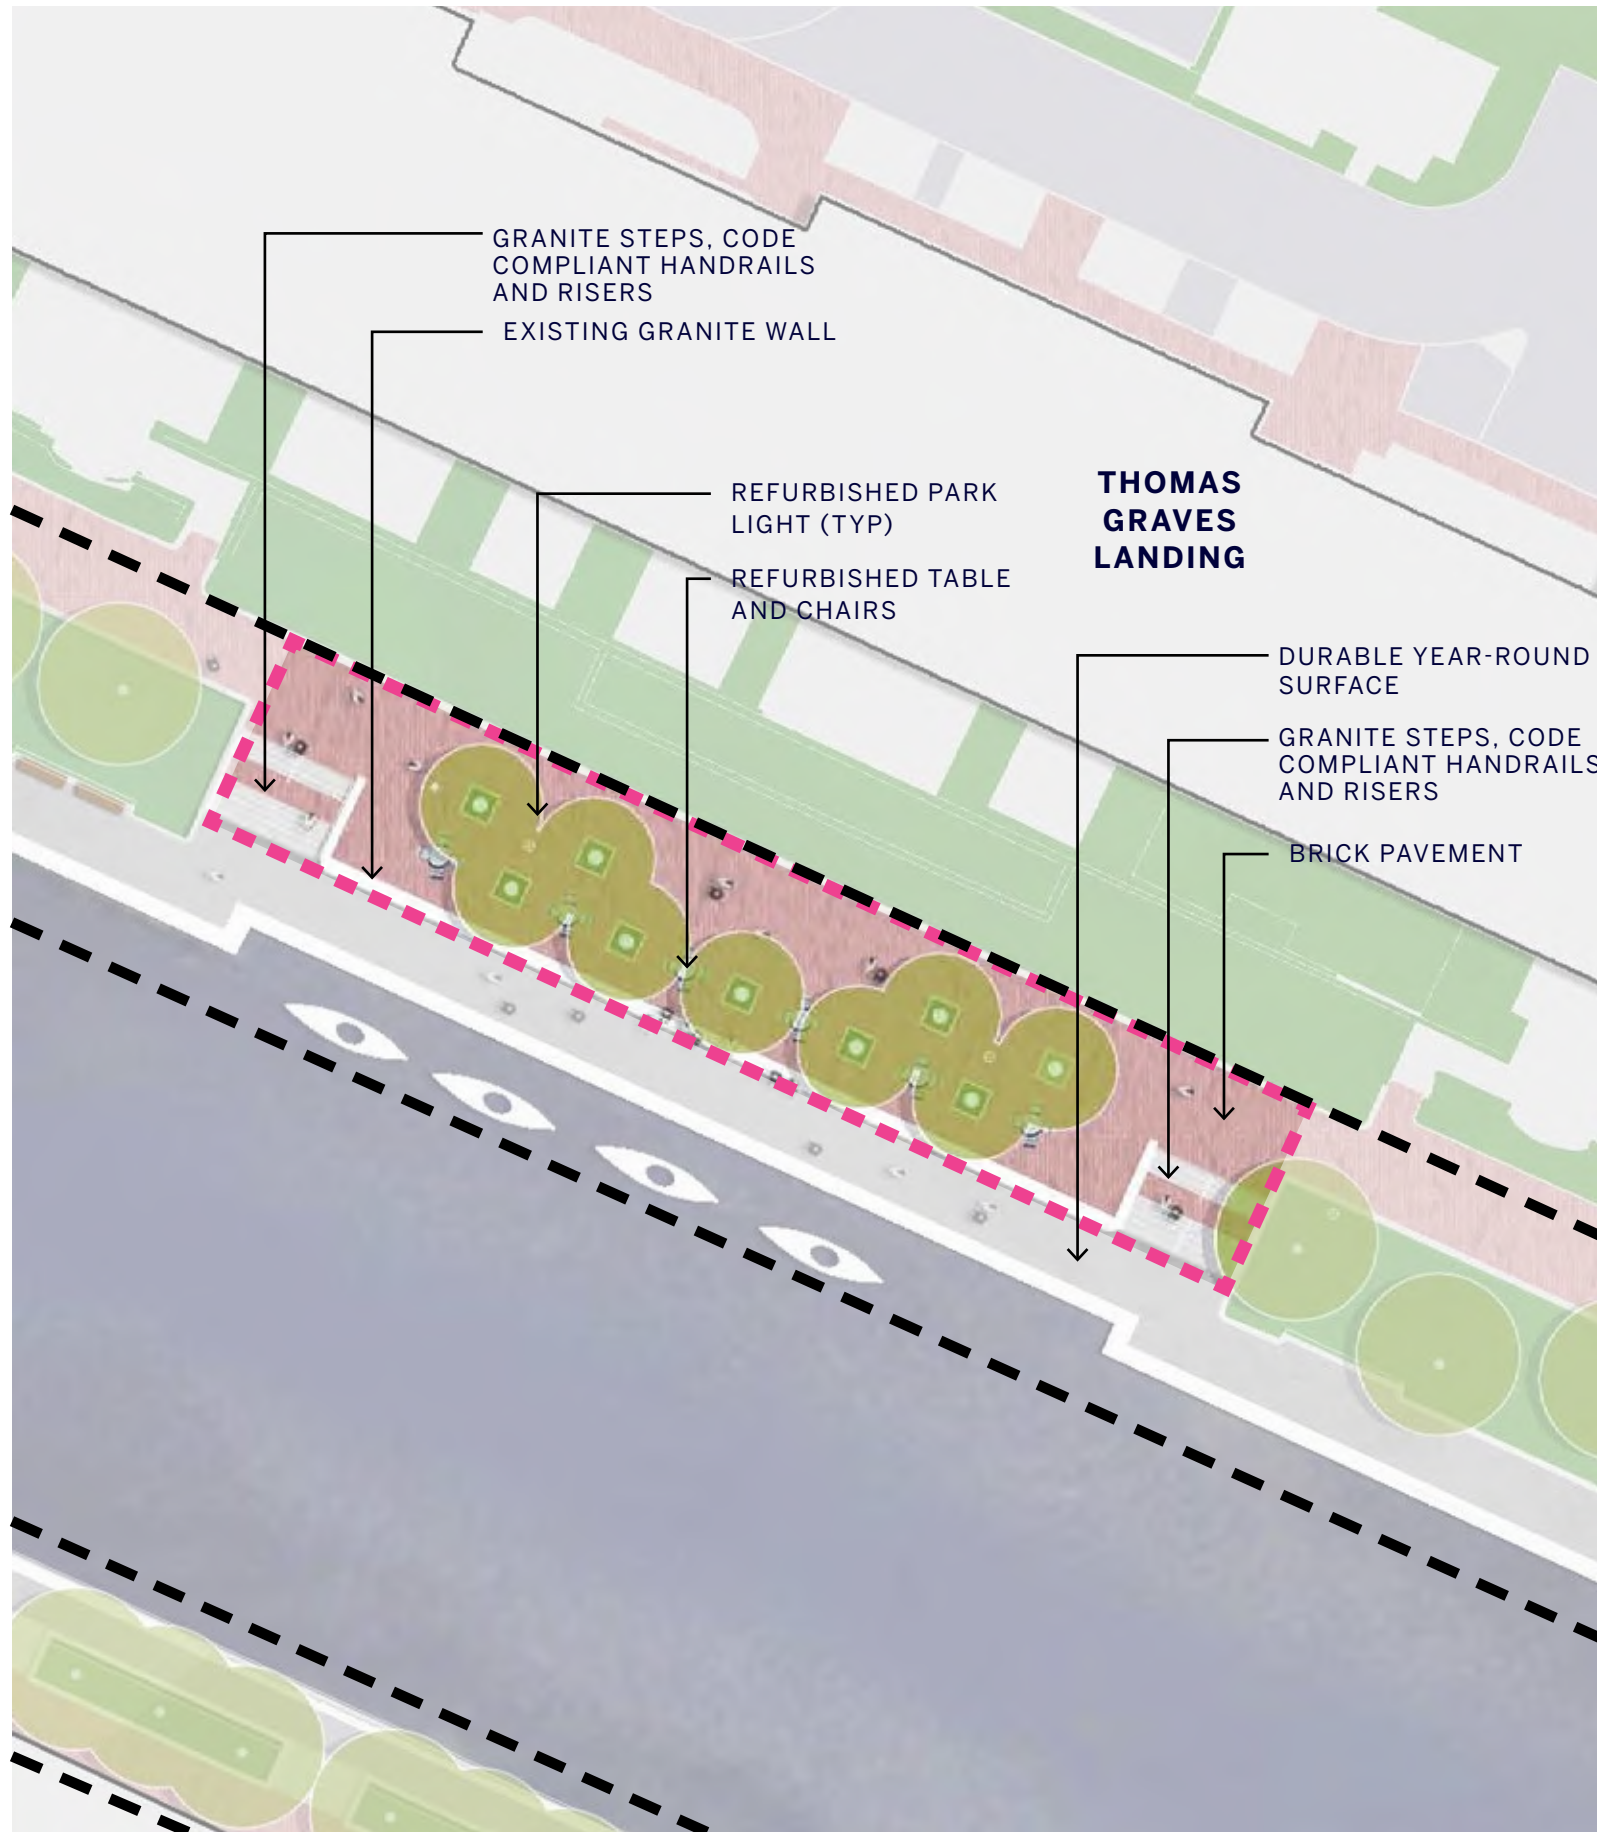 GRANITE STEPS, CODE
COMPLIANT HANDRAILS
AND RISERS
EXISTING GRANITE WALL
REFURBISHED PARK
LIGHT (TYP)
REFURBISHED TABLE
AND CHAIRS
THOMAS
GRAVES
LANDING
DURABLE YEAR-ROUND
SURFACE
GRANITE STEPS, CODE
COMPLIANT HANDRAILS
AND RISERS
BRICK PAVEMENT